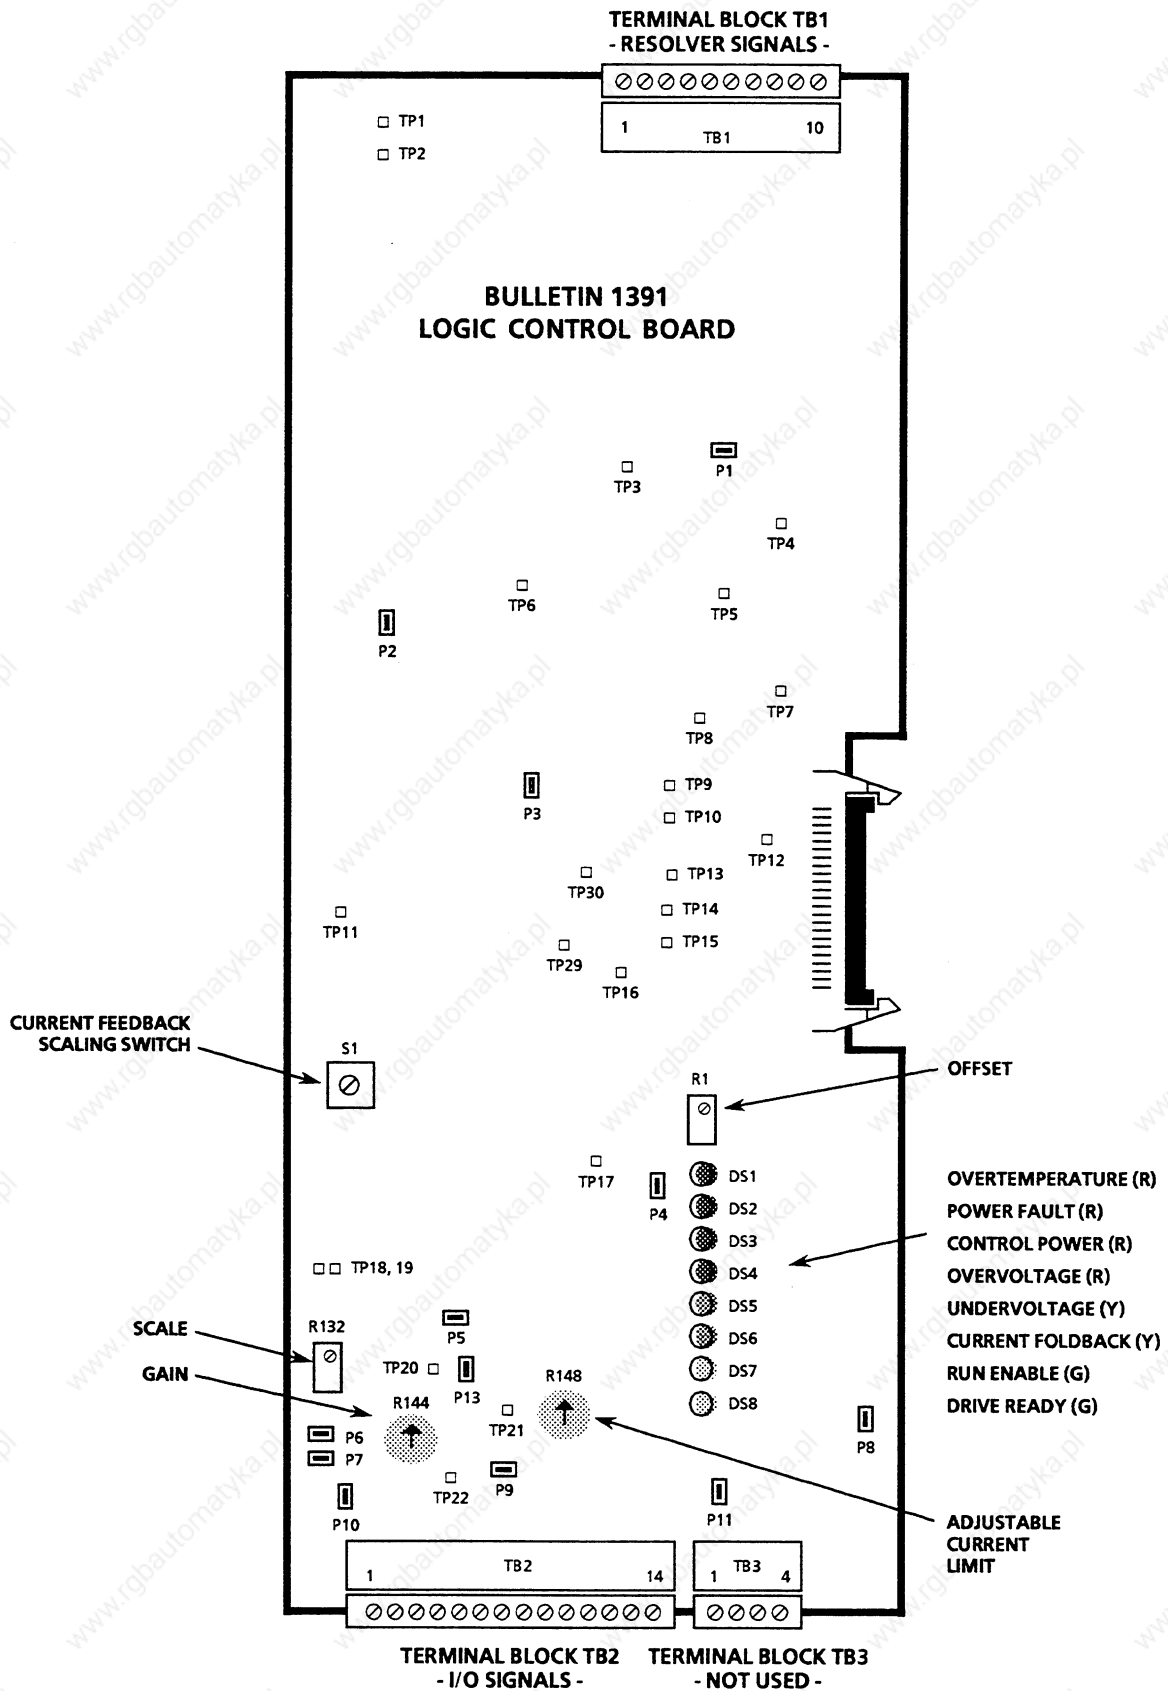 TERMINAL BLOCK TB1
- RESOLVER SIGNALS -
1 TB1 10
TP1
TP2
BULLETIN 1391
LOGIC CONTROL BOARD
P1
TP3
TP4
TP6
TP5
P2
TP7
TP8
TP9
P3
TP10
TP12
TP13
TP30
TP14
TP11
TP15
TP29
TP16
CURRENT FEEDBACK
SCALING SWITCH
S1
OFFSET
R1
TP17
P4
DS1
DS2
DS3
DS4
DS5
DS6
DS7
DS8
OVERTEMPERATURE (R)
POWER FAULT (R)
CONTROL POWER (R)
OVERVOLTAGE (R)
UNDERVOLTAGE (Y)
CURRENT FOLDBACK (Y)
RUN ENABLE (G)
DRIVE READY (G)
TP18, 19
SCALE
R132
P5
GAIN
TP20
P13
R148
R144
TP21
P6
P7
P8
TP22
P9
P10
P11
ADJUSTABLE
CURRENT
LIMIT
1 TB2 14
1 TB3 4
TERMINAL BLOCK TB2
- I/O SIGNALS -
TERMINAL BLOCK TB3
- NOT USED -
www.rgbautomatyka.pl